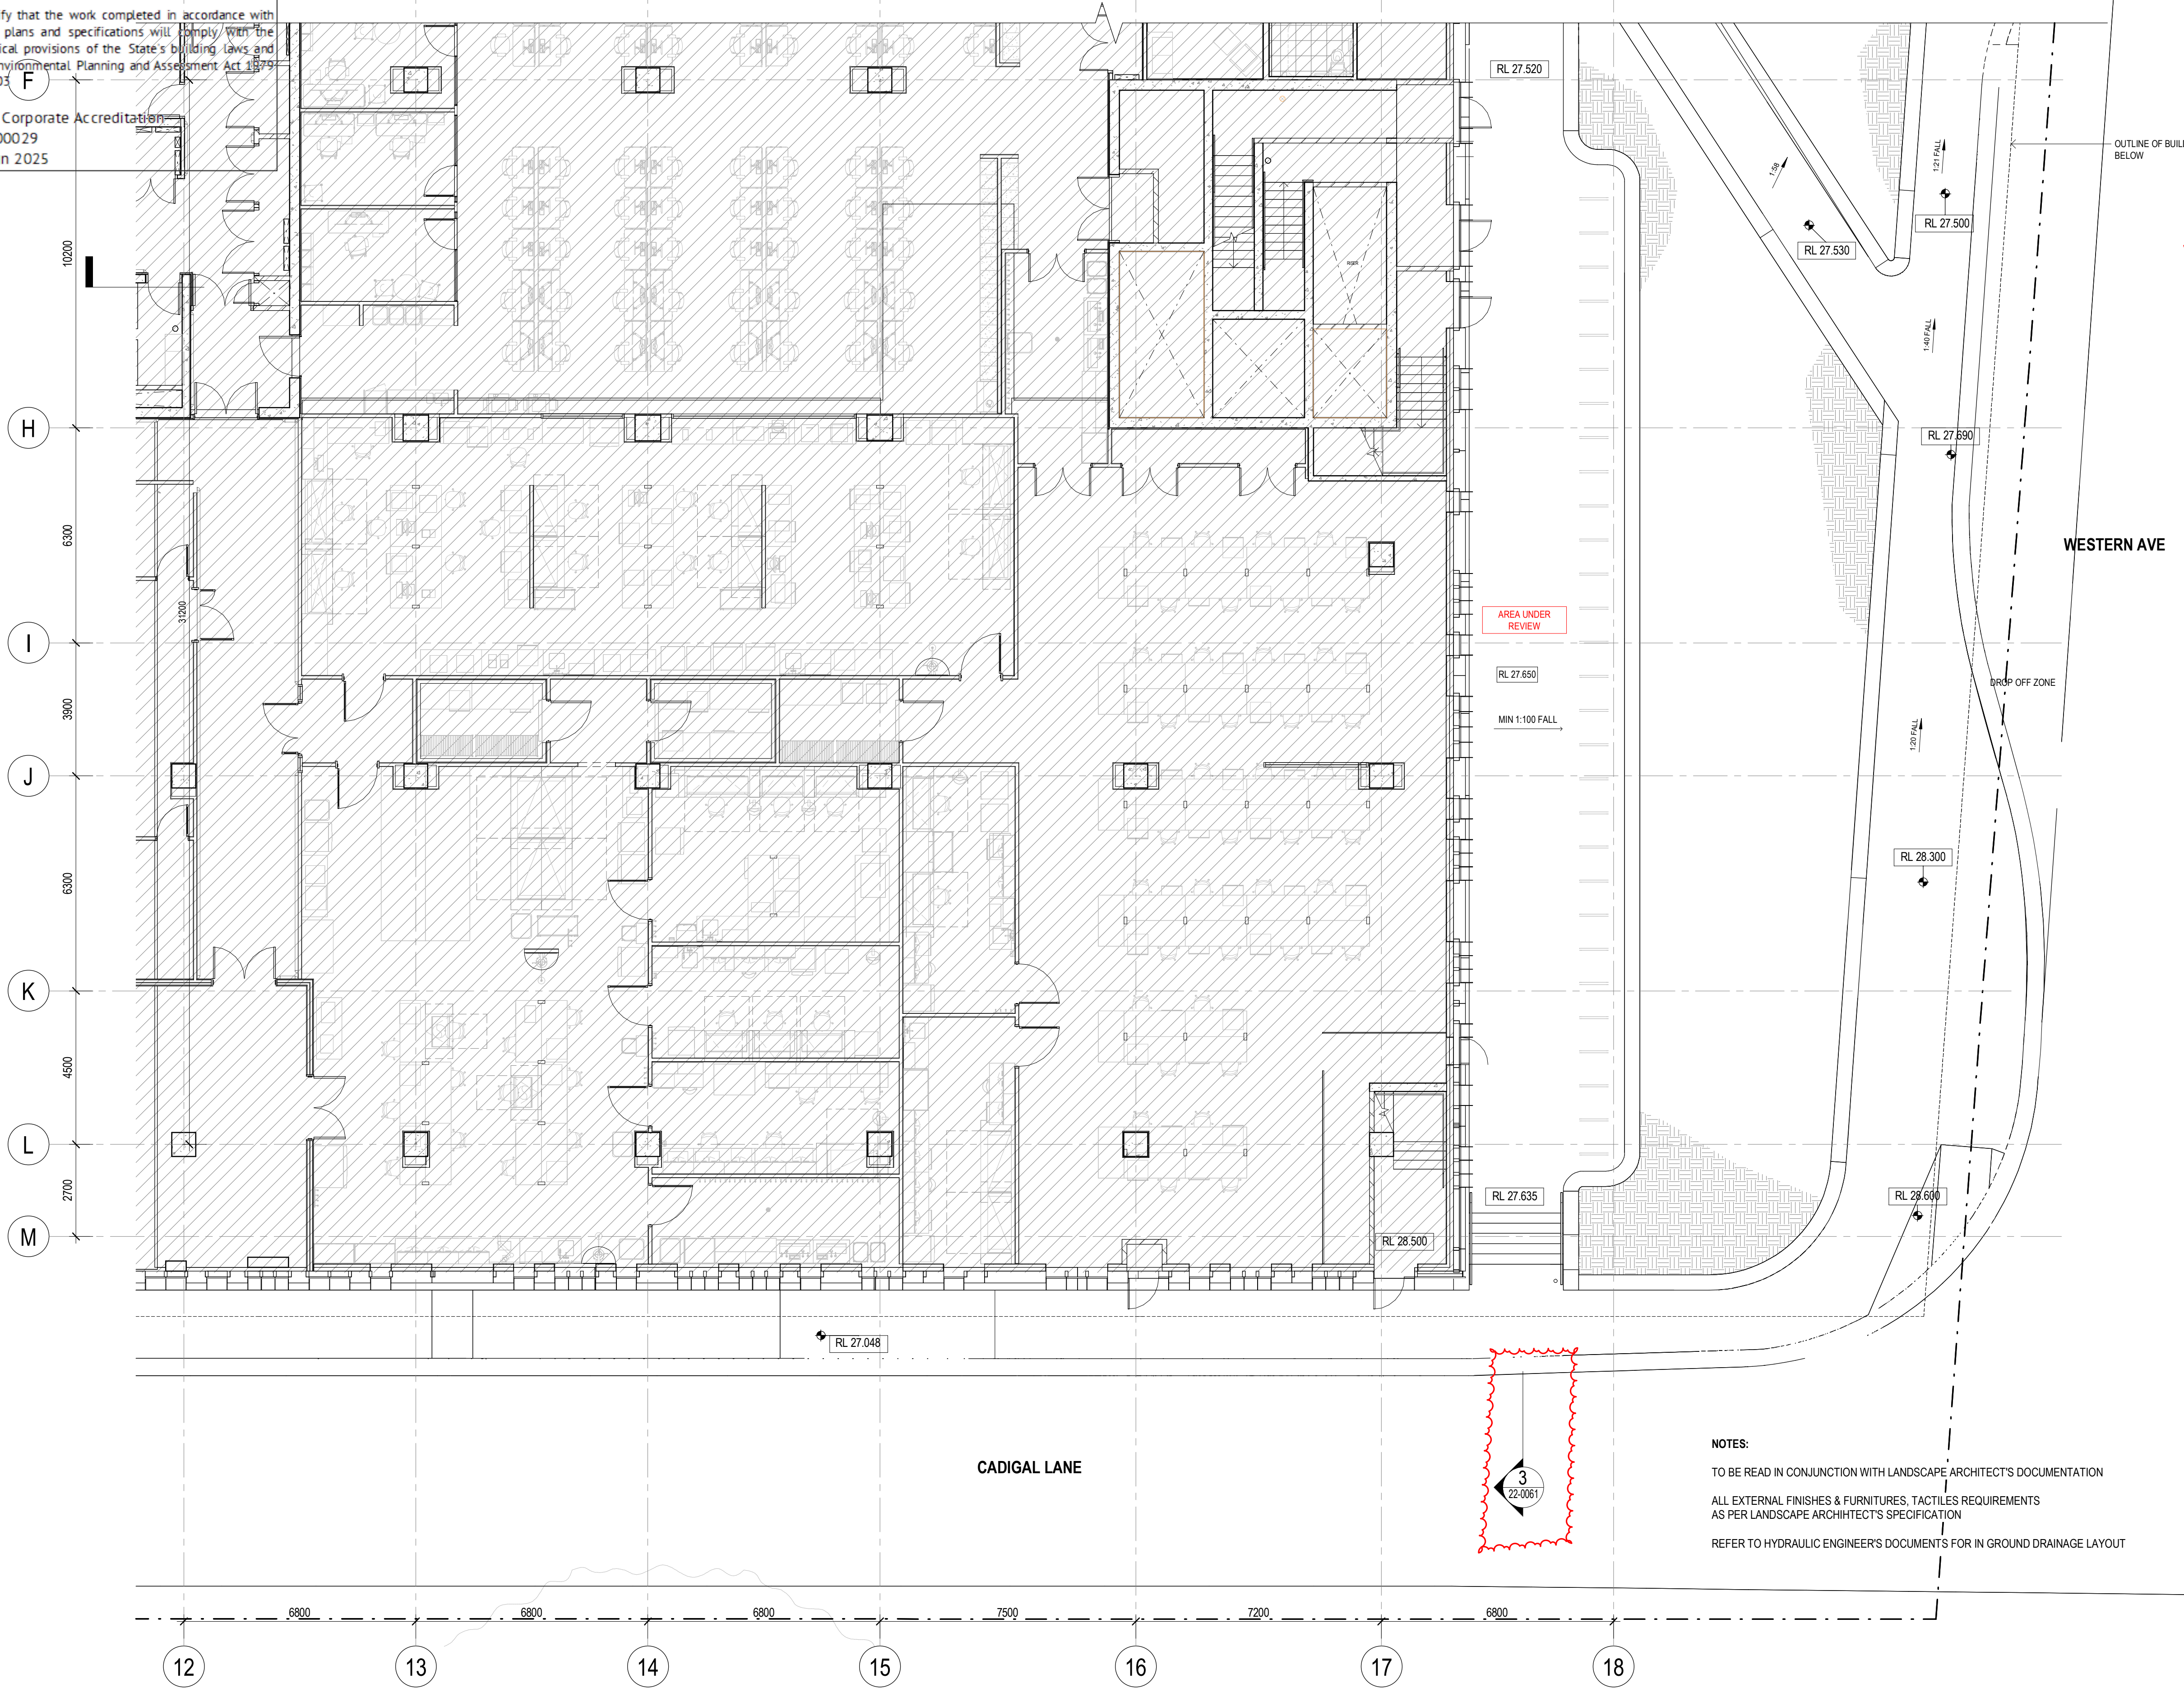 fy that the work completed in accordance with
plans and specifications will comply with the
ical provisions of the State's building laws and
nvironmental Planning and Assessment Act 1979
03
Corporate Accreditation
00029
n 2025
F
H
I
J
K
L
M
10200
6300
31200
3900
6300
4500
2700
RISER
RL 27.520
1:58
1:21 FALL
OUTLINE OF BUIL
BELOW
RL 27.500
RL 27.530
1:40 FALL
RL 27.690
WESTERN AVE
AREA UNDER
REVIEW
RL 27.650
DROP OFF ZONE
MIN 1:100 FALL
1:20 FALL
RL 28.300
RL 27.635
RL 28.600
RL 28.500
RL 27.048
CADIGAL LANE
3
22-0061
NOTES:
TO BE READ IN CONJUNCTION WITH LANDSCAPE ARCHITECT'S DOCUMENTATION
ALL EXTERNAL FINISHES & FURNITURES, TACTILES REQUIREMENTS
AS PER LANDSCAPE ARCHIHTECT'S SPECIFICATION
REFER TO HYDRAULIC ENGINEER'S DOCUMENTS FOR IN GROUND DRAINAGE LAYOUT
6800
6800
6800
7500
7200
6800
12
13
14
15
16
17
18